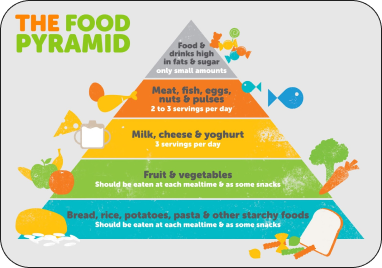 THE FOOD
PYRAMID
Food &
drinks high
in fats & sugar
only small amounts
Meat, fish, eggs,
nuts & pulses
2 to 3 servings per day
Milk, cheese & yoghurt
3 servings per day
Fruit & vegetables
Should be eaten at each mealtime & as some snacks
Bread, rice, potatoes, pasta & other starchy foods
Should be eaten at each mealtime & as some snacks